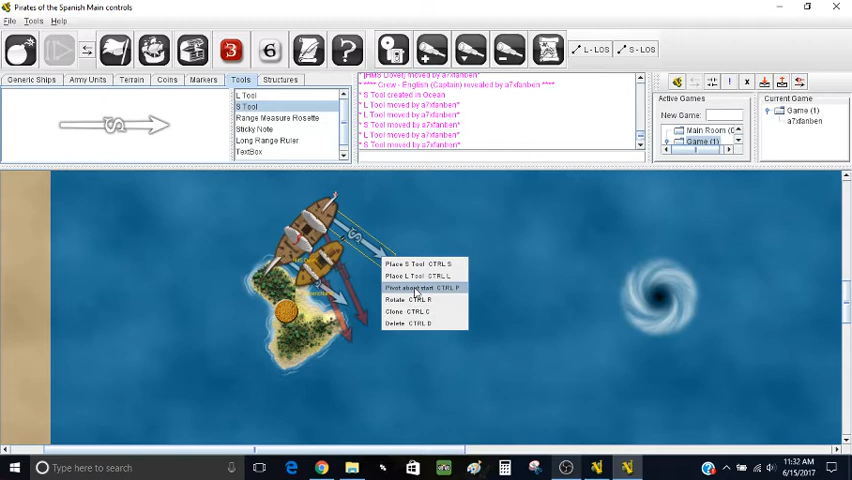 Pirates of the Spanish Main controls
File Tools Help
3 6 ? L - LOS S - LOS
Generic Ships Army Units Terrain Coins Markers Tools Structures
L Tool
S Tool
Range Measure Rosette
Sticky Note
Long Range Ruler
TextBox
S
[HMS Dover] moved by a7xfanben *
* **** Crew - English (Captain) revealed by a7xfanben ****
* S Tool created in Ocean
* L Tool moved by a7xfanben*
* L Tool moved by a7xfanben*
* S Tool moved by a7xfanben*
* L Tool moved by a7xfanben*
* S Tool moved by a7xfanben*
Active Games
New Game:
Main Room (0
Game (1)
Current Game
Game (1)
a7xfanben
S
Place S Tool CTRL S
Place L Tool CTRL L
Pivot about start CTRL P
Rotate CTRL R
Clone CTRL C
Delete CTRL D
Type here to search
11:32 AM
6/15/2017